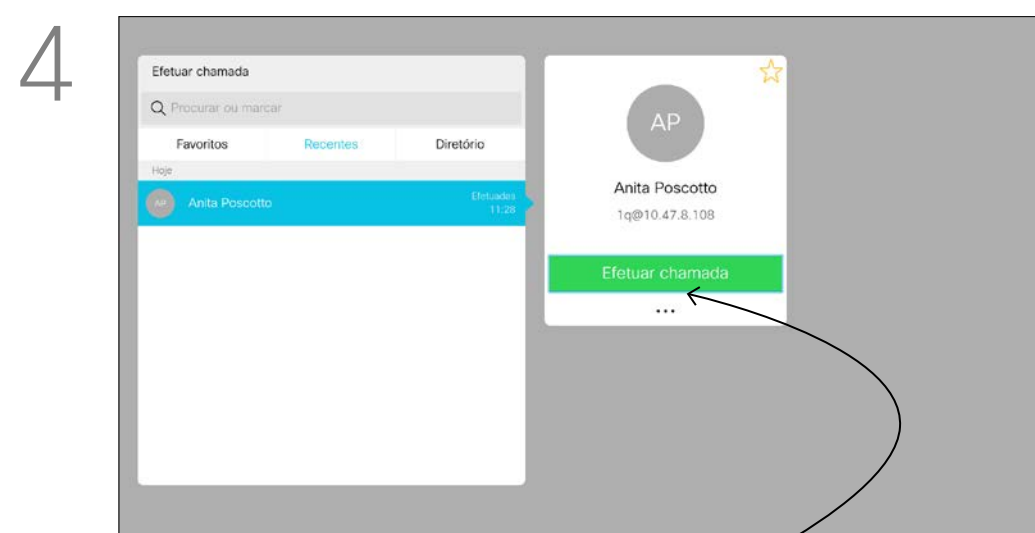 4
Efetuar chamada
Procurar ou marcar
Favoritos Recentes Diretório
Hoje
AP Anita Poscotto Efetuades
11:28
AP
Anita Poscotto
1q@10.47.8.108
Efetuar chamada
...